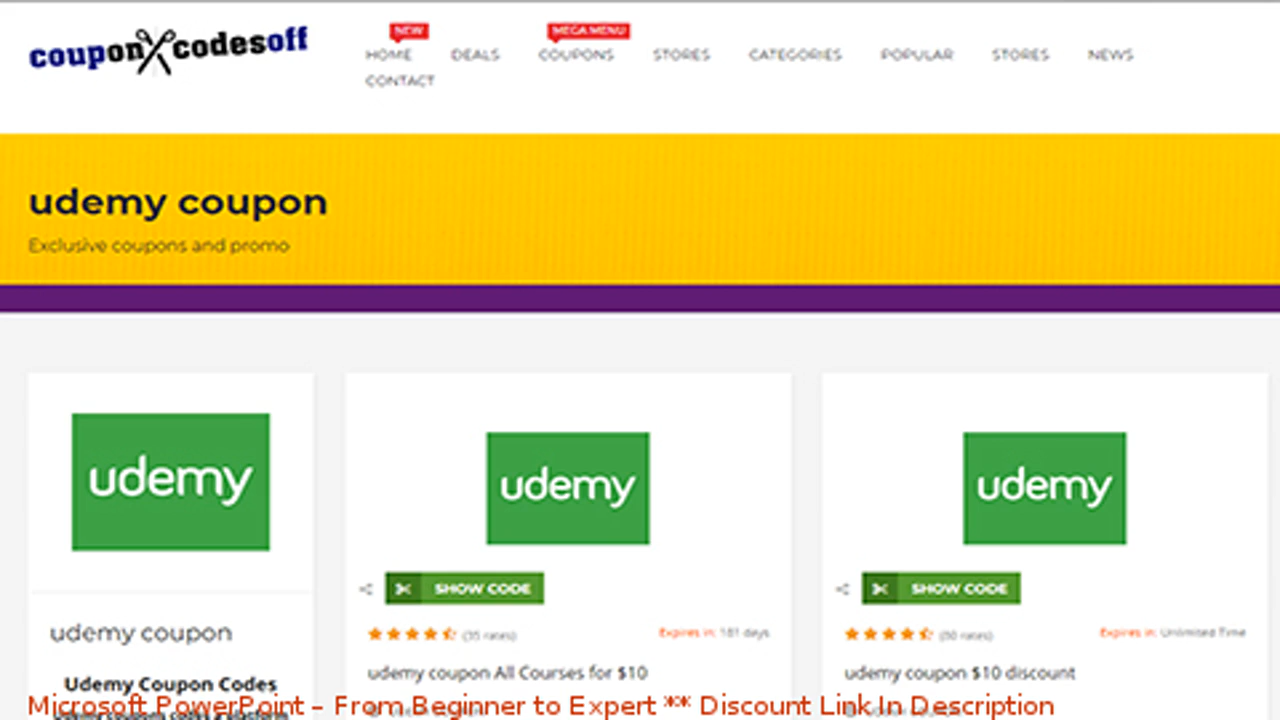 couponXcodesoff
NEW
MEGA MENU
HOME DEALS COUPONS STORES CATEGORIES POPULAR STORES NEWS
CONTACT
udemy coupon
Exclusive coupons and promo
udemy
udemy
udemy
SHOW CODE
SHOW CODE
(35 rates)
Expires in: 181 days
(80 rates)
Expires in: Unlimited Time
udemy coupon
udemy coupon All Courses for $10
udemy coupon $10 discount
Udemy Coupon Codes
Microsoft PowerPoint – From Beginner to Expert ** Discount Link In Description